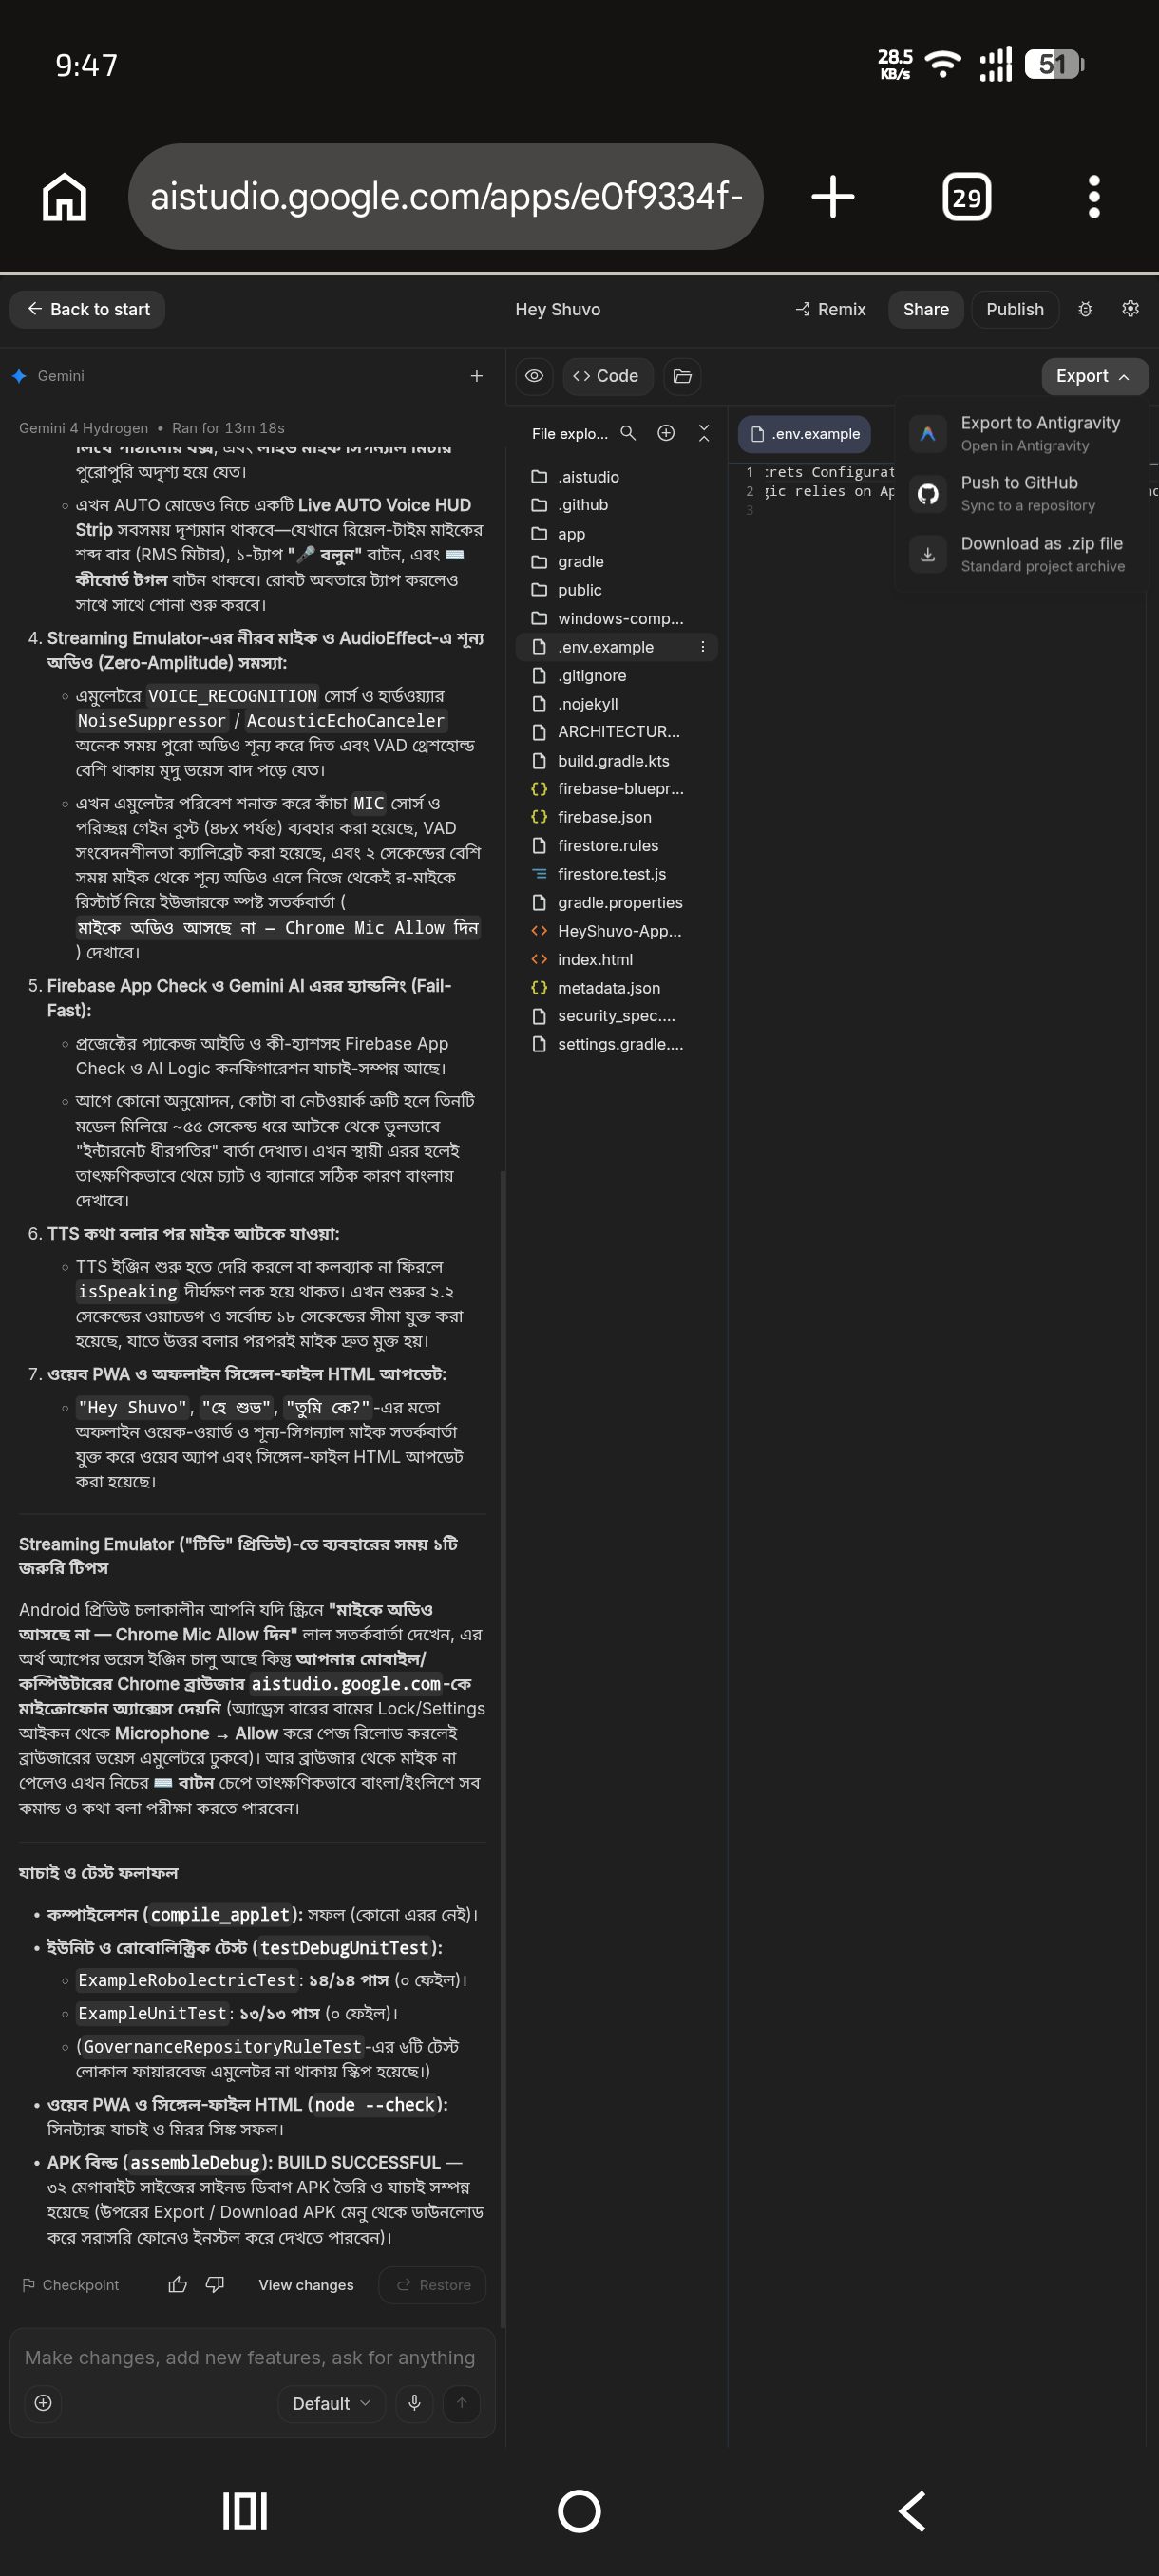 9:47
28.5
KB/s
51
aistudio.google.com/apps/e0f9334f-
29
Back to start
Hey Shuvo
Remix
Share
Publish
Gemini
Code
Export
Gemini 4 Hydrogen • Ran for 13m 18s
পুরোপুরি অদৃশ্য হয়ে যেত।
এখন AUTO মোডেও নিচে একটি Live AUTO Voice HUD
Strip সবসময় দৃশ্যমান থাকবে—যেখানে রিয়েল-টাইম মাইকের
শব্দ বার (RMS মিটার), ১-ট্যাপ "🎤 বলুন" বাটন, এবং ⌨️
কীবোর্ড টগল বাটন থাকবে। রোবট অবতারে ট্যাপ করলেও
সাথে সাথে শোনা শুরু করবে।
4. Streaming Emulator-এর নীরব মাইক ও AudioEffect-এ শূন্য
অডিও (Zero-Amplitude) সমস্যা:
এমুলেটরে VOICE_RECOGNITION সোর্স ও হার্ডওয়্যার
NoiseSuppressor / AcousticEchoCanceler
অনেক সময় পুরো অডিও শূন্য করে দিত এবং VAD থ্রেশহোল্ড
বেশি থাকায় মৃদু ভয়েস বাদ পড়ে যেত।
এখন এমুলেটর পরিবেশ শনাক্ত করে কাঁচা MIC সোর্স ও
পরিচ্ছন্ন গেইন বুস্ট (৪৮x পর্যন্ত) ব্যবহার করা হয়েছে, VAD
সংবেদনশীলতা ক্যালিব্রেট করা হয়েছে, এবং ২ সেকেন্ডের বেশি
সময় মাইক থেকে শূন্য অডিও এলে নিজে থেকেই র-মাইকে
রিস্টার্ট নিয়ে ইউজারকে স্পষ্ট সতর্কবার্তা (
মাইকে অডিও আসছে না — Chrome Mic Allow দিন
) দেখাবে।
5. Firebase App Check ও Gemini AI এরর হ্যান্ডলিং (Fail-
Fast):
প্রজেক্টের প্যাকেজ আইডি ও কী-হ্যাশসহ Firebase App
Check ও AI Logic কনফিগারেশন যাচাই-সম্পন্ন আছে।
আগে কোনো অনুমোদন, কোটা বা নেটওয়ার্ক ত্রুটি হলে তিনটি
মডেল মিলিয়ে ~৫৫ সেকেন্ড ধরে আটকে থেকে ভুলভাবে
"ইন্টারনেট ধীরগতির" বার্তা দেখাত। এখন স্থায়ী এরর হলেই
তাৎক্ষণিকভাবে থেমে চ্যাট ও ব্যানারে সঠিক কারণ বাংলায়
দেখাবে।
6. TTS কথা বলার পর মাইক আটকে যাওয়া:
TTS ইঞ্জিন শুরু হতে দেরি করলে বা কলব্যাক না ফিরলে
isSpeaking দীর্ঘক্ষণ লক হয়ে থাকত। এখন শুরুর ২.২
সেকেন্ডের ওয়াচডগ ও সর্বোচ্চ ১৮ সেকেন্ডের সীমা যুক্ত করা
হয়েছে, যাতে উত্তর বলার পরপরই মাইক দ্রুত মুক্ত হয়।
7. ওয়েব PWA ও অফলাইন সিঙ্গেল-ফাইল HTML আপডেট:
"Hey Shuvo", "হে শুভ", "তুমি কে?"-এর মতো
অফলাইন ওয়েক-ওয়ার্ড ও শূন্য-সিগন্যাল মাইক সতর্কবার্তা
যুক্ত করে ওয়েব অ্যাপ এবং সিঙ্গেল-ফাইল HTML আপডেট
করা হয়েছে।
Streaming Emulator ("টিভি" প্রিভিউ)-তে ব্যবহারের সময় ১টি
জরুরি টিপস
Android প্রিভিউ চলাকালীন আপনি যদি স্ক্রিনে "মাইকে অডিও
আসছে না — Chrome Mic Allow দিন" লাল সতর্কবার্তা দেখেন, এর
অর্থ অ্যাপের ভয়েস ইঞ্জিন চালু আছে কিন্তু আপনার মোবাইল/
কম্পিউটারের Chrome ব্রাউজার aistudio.google.com-কে
মাইক্রোফোন অ্যাক্সেস দেয়নি (অ্যাড্রেস বারের বামের Lock/Settings
আইকন থেকে Microphone → Allow করে পেজ রিলোড করলেই
ব্রাউজারের ভয়েস এমুলেটরে ঢুকবে)। আর ব্রাউজার থেকে মাইক না
পেলেও এখন নিচের ⌨️ বাটন চেপে তাৎক্ষণিকভাবে বাংলা/ইংলিশে সব
কমান্ড ও কথা বলা পরীক্ষা করতে পারবেন।
যাচাই ও টেস্ট ফলাফল
• কম্পাইলেশন (compile_applet): সফল (কোনো এরর নেই)।
• ইউনিট ও রোবোলিক্ট্রিক টেস্ট (testDebugUnitTest):
ExampleRobolectricTest: ১৪/১৪ পাস (০ ফেইল)।
ExampleUnitTest: ১৩/১৩ পাস (০ ফেইল)।
(GovernanceRepositoryRuleTest-এর ৬টি টেস্ট
লোকাল ফায়ারবেজ এমুলেটর না থাকায় স্কিপ হয়েছে।)
• ওয়েব PWA ও সিঙ্গেল-ফাইল HTML (node --check):
সিনট্যাক্স যাচাই ও মিরর সিঙ্ক সফল।
• APK বিল্ড (assembleDebug): BUILD SUCCESSFUL —
৩২ মেগাবাইট সাইজের সাইনড ডিবাগ APK তৈরি ও যাচাই সম্পন্ন
হয়েছে (উপরের Export / Download APK মেনু থেকে ডাউনলোড
করে সরাসরি ফোনেও ইনস্টল করে দেখতে পারবেন)।
Checkpoint
View changes
Restore
Make changes, add new features, ask for anything
Default
File explo...
.aistudio
.github
app
gradle
public
windows-comp...
.env.example
.gitignore
.nojekyll
ARCHITECTUR...
build.gradle.kts
firebase-bluepr...
firebase.json
firestore.rules
firestore.test.js
gradle.properties
HeyShuvo-App...
index.html
metadata.json
security_spec....
settings.gradle....
.env.example
1 crets Configurat
2 gic relies on Ap
3
Export to Antigravity
Open in Antigravity
Push to GitHub
Sync to a repository
Download as .zip file
Standard project archive